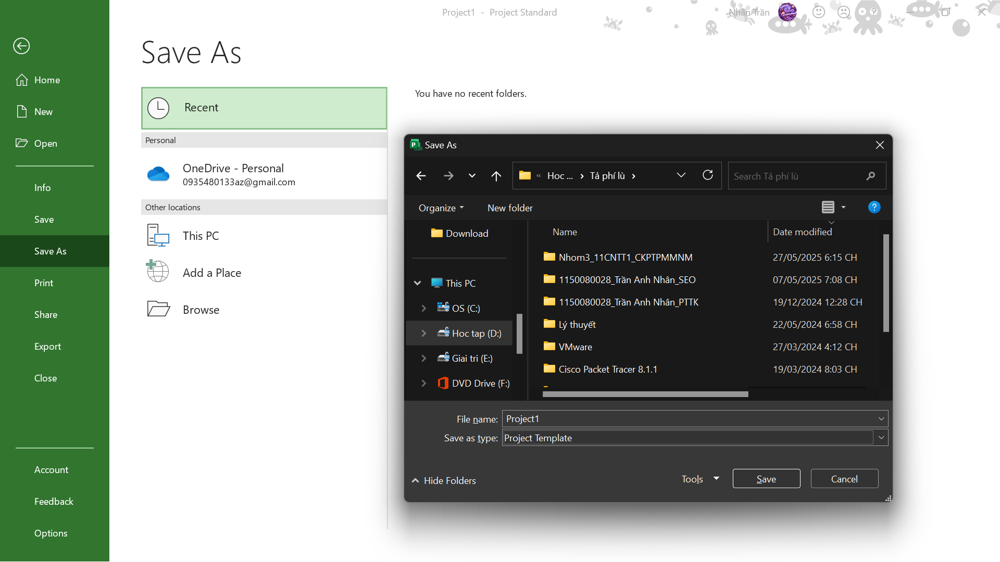 Project1 - Project Standard
Nhân Trần
?
Save As
Home
New
Open
Info
Save
Save As
Print
Share
Export
Close
Account
Feedback
Options
Recent
Personal
OneDrive - Personal
0935480133az@gmail.com
Other locations
This PC
Add a Place
Browse
You have no recent folders.
P Save As
« Hoc ... › Tả phí lù ›
Search Tả phí lù
Organize
New folder
?
Download
This PC
OS (C:)
Hoc tap (D:)
Giai tri (E:)
DVD Drive (F:)
Name Date modified
Nhom3_11CNTT1_CKPTPMMNM 27/05/2025 6:15 CH
1150080028_Trần Anh Nhân_SEO 07/05/2025 7:08 CH
1150080028_Trần Anh Nhân_PTTK 19/12/2024 12:28 CH
Lý thuyết 22/05/2024 6:58 CH
VMware 27/03/2024 4:12 CH
Cisco Packet Tracer 8.1.1 19/03/2024 8:03 CH
File name: Project1
Save as type: Project Template
Hide Folders
Tools
Save
Cancel